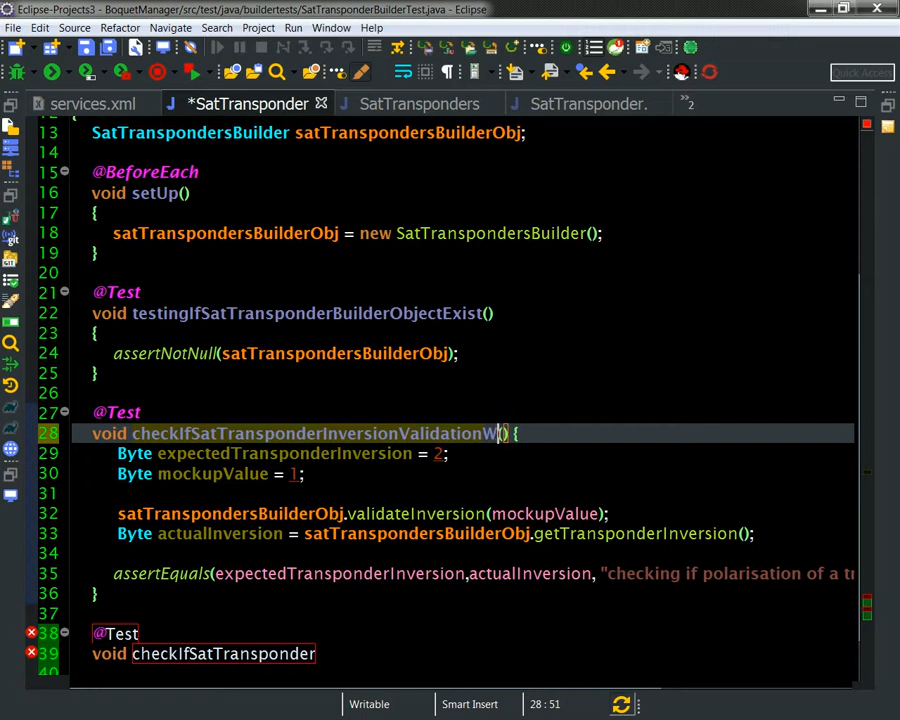 Eclipse-Projects3 - BoquetManager/src/test/java/buildertests/SatTransponderBuilderTest.java - Eclipse
File Edit Source Refactor Navigate Search Project Run Window Help
Quick Access
services.xml *SatTransponder SatTransponders SatTransponder. »2
13 SatTranspondersBuilder satTranspondersBuilderObj;
14
15 @BeforeEach
16 void setUp()
17 {
18 satTranspondersBuilderObj = new SatTranspondersBuilder();
19 }
20
21 @Test
22 void testingIfSatTransponderBuilderObjectExist()
23 {
24 assertNotNull(satTranspondersBuilderObj);
25 }
26
27 @Test
28 void checkIfSatTransponderInversionValidationW() {
29 Byte expectedTransponderInversion = 2;
30 Byte mockupValue = 1;
31
32 satTranspondersBuilderObj.validateInversion(mockupValue);
33 Byte actualInversion = satTranspondersBuilderObj.getTransponderInversion();
34
35 assertEquals(expectedTransponderInversion,actualInversion, "checking if polarisation of a tr
36 }
37
38 @Test
39 void checkIfSatTransponder
Writable Smart Insert 28 : 51